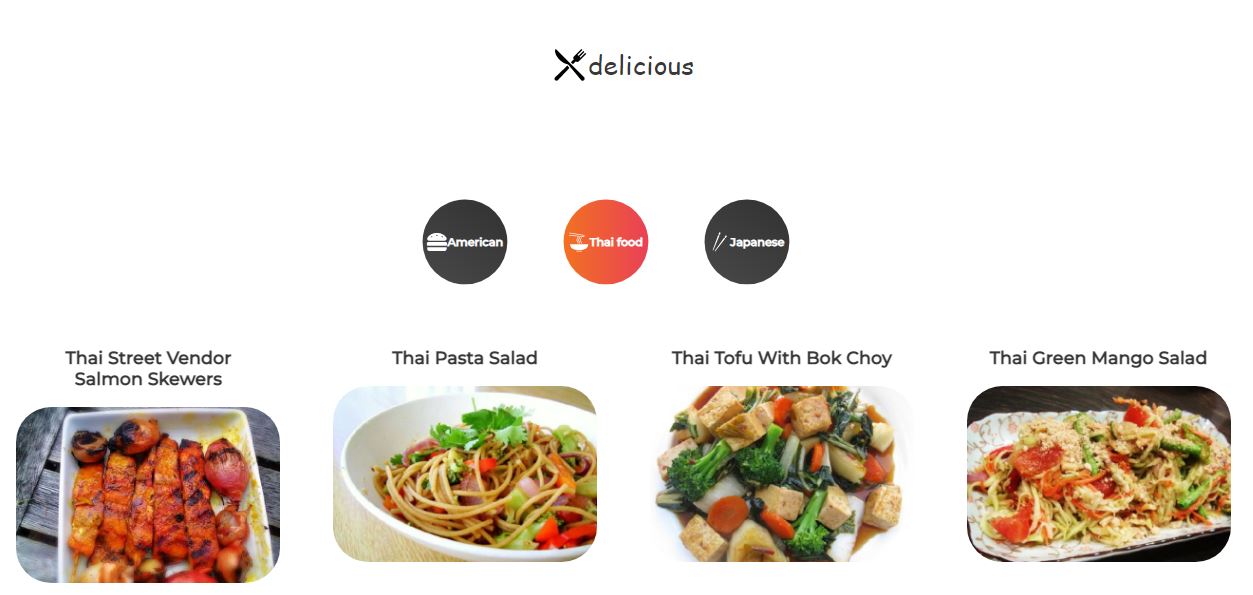 delicious
American
Thai food
Japanese
Thai Street Vendor
Salmon Skewers
Thai Pasta Salad
Thai Tofu With Bok Choy
Thai Green Mango Salad